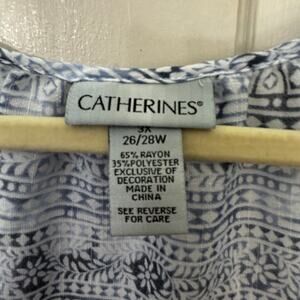 CATHERINES®
3X
26/28W
65% RAYON
35% POLYESTER
EXCLUSIVE OF
DECORATION
MADE IN
CHINA
SEE REVERSE
FOR CARE